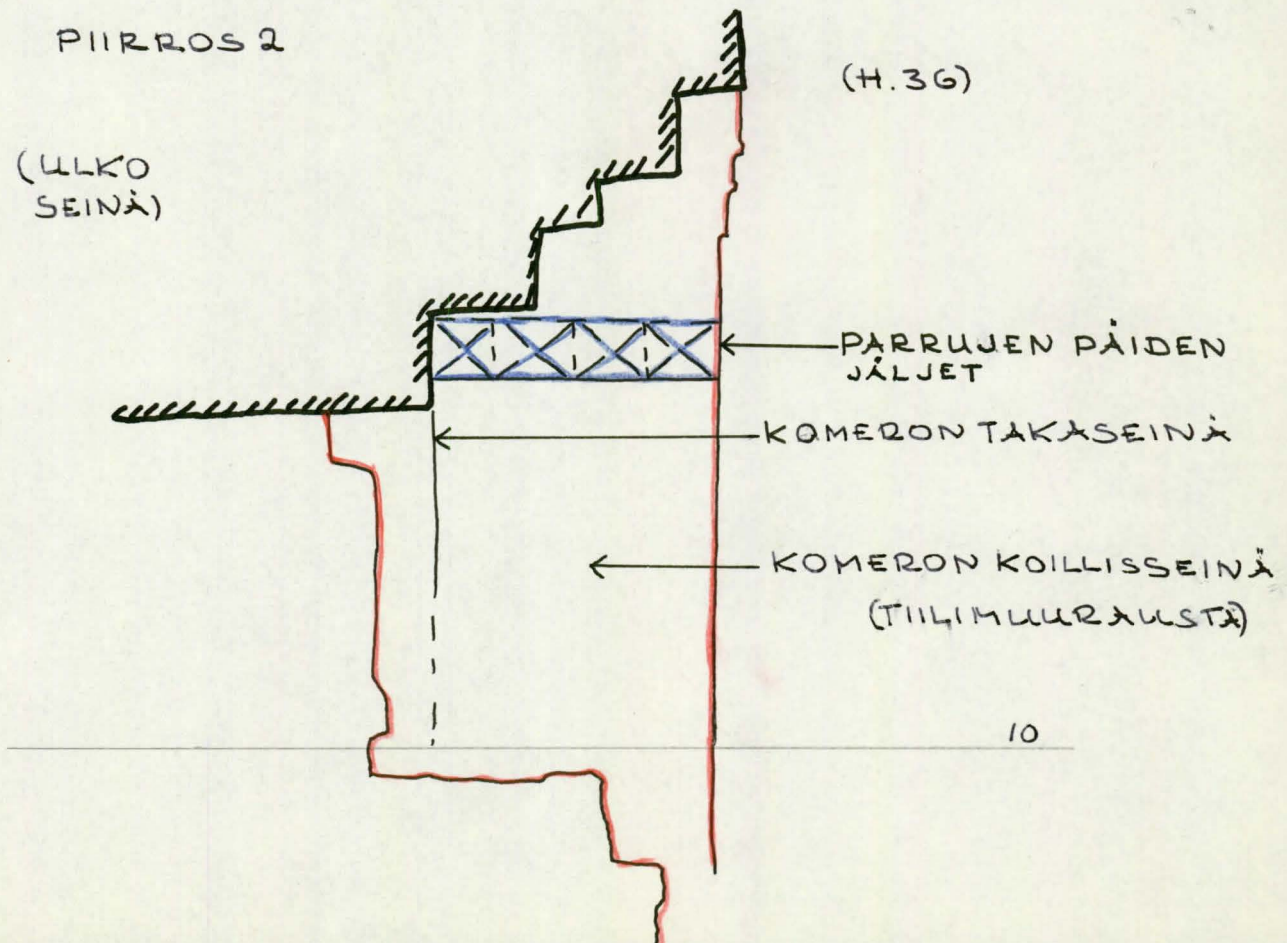 PIIRROS 2
(H.36)
(ULKO
SEINÄ)
PARRUJEN PÄIDEN
JÄLJET
KOMERON TAKASEINÄ
KOMERON KOILLISSEINÄ
(TIILIMUURAUSTA)
10